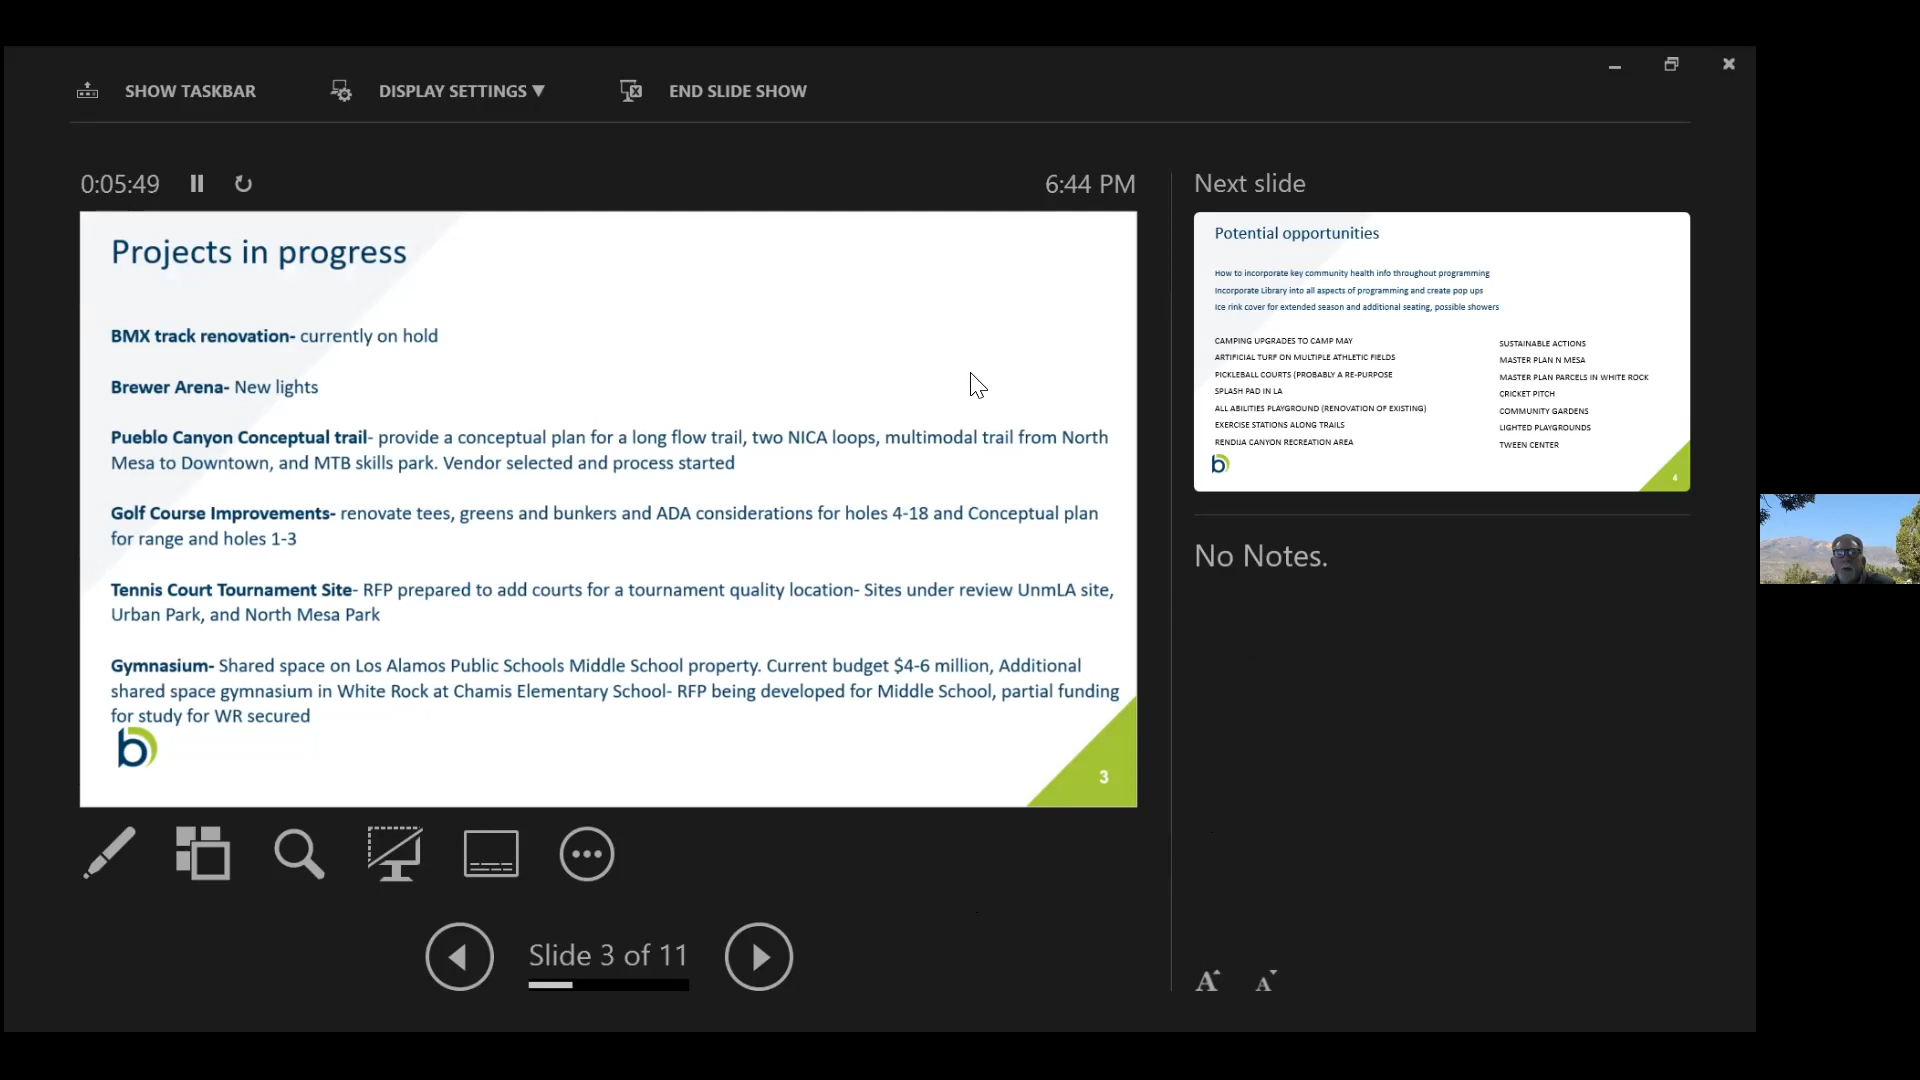 SHOW TASKBAR
DISPLAY SETTINGS ▼
END SLIDE SHOW
0:05:49
6:44 PM
Projects in progress
BMX track renovation- currently on hold
Brewer Arena- New lights
Pueblo Canyon Conceptual trail- provide a conceptual plan for a long flow trail, two NICA loops, multimodal trail from North
Mesa to Downtown, and MTB skills park. Vendor selected and process started
Golf Course Improvements- renovate tees, greens and bunkers and ADA considerations for holes 4-18 and Conceptual plan
for range and holes 1-3
Tennis Court Tournament Site- RFP prepared to add courts for a tournament quality location- Sites under review UnmLA site,
Urban Park, and North Mesa Park
Gymnasium- Shared space on Los Alamos Public Schools Middle School property. Current budget $4-6 million, Additional
shared space gymnasium in White Rock at Chamis Elementary School- RFP being developed for Middle School, partial funding
for study for WR secured
b
3
Slide 3 of 11
Next slide
Potential opportunities
How to incorporate key community health info throughout programming
Incorporate Library into all aspects of programming and create pop ups
Ice rink cover for extended season and additional seating, possible showers
CAMPING UPGRADES TO CAMP MAY
ARTIFICIAL TURF ON MULTIPLE ATHLETIC FIELDS
PICKLEBALL COURTS (PROBABLY A RE-PURPOSE
SPLASH PAD IN LA
ALL ABILITIES PLAYGROUND (RENOVATION OF EXISTING)
EXERCISE STATIONS ALONG TRAILS
RENDIJA CANYON RECREATION AREA
SUSTAINABLE ACTIONS
MASTER PLAN N MESA
MASTER PLAN PARCELS IN WHITE ROCK
CRICKET PITCH
COMMUNITY GARDENS
LIGHTED PLAYGROUNDS
TWEEN CENTER
b
4
No Notes.
A A